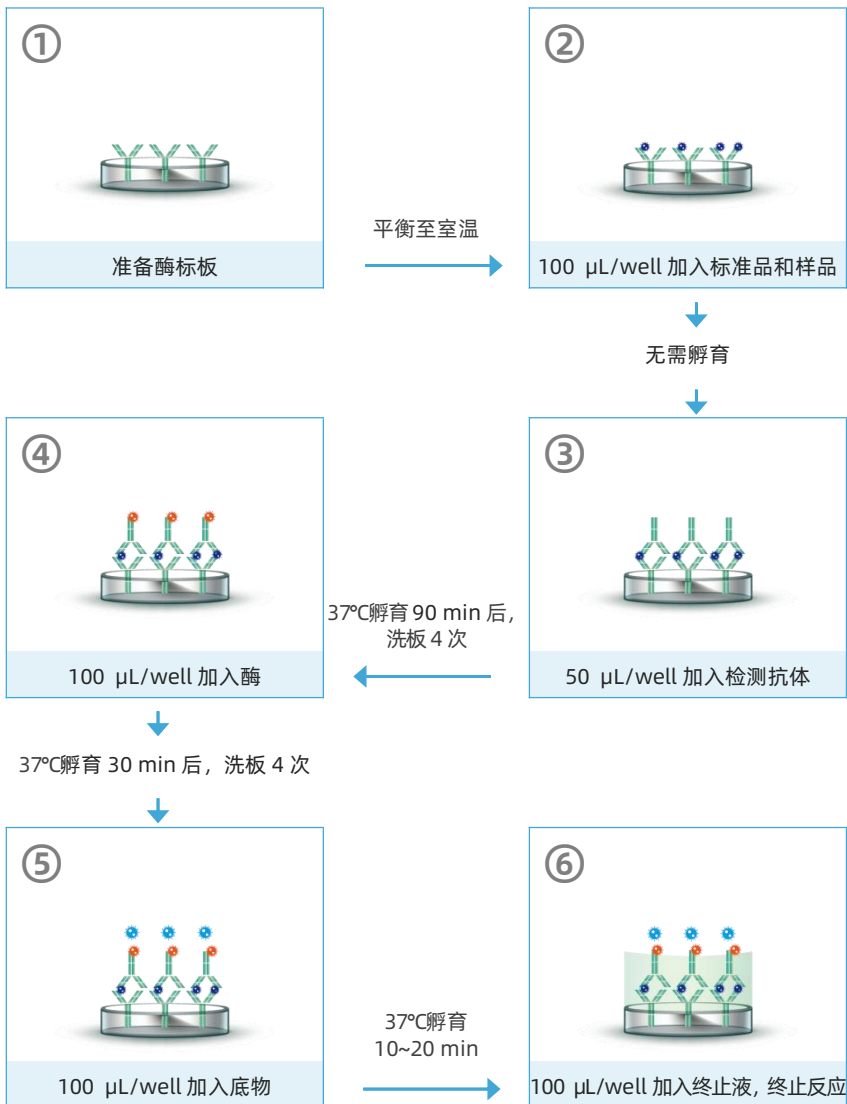 ①
准备酶标板
平衡至室温
②
100 μL/well 加入标准品和样品
无需孵育
③
50 μL/well 加入检测抗体
37℃孵育 90 min 后，
洗板 4 次
④
100 μL/well 加入酶
37℃孵育 30 min 后，洗板 4 次
⑤
100 μL/well 加入底物
37℃孵育
10~20 min
⑥
100 μL/well 加入终止液, 终止反应